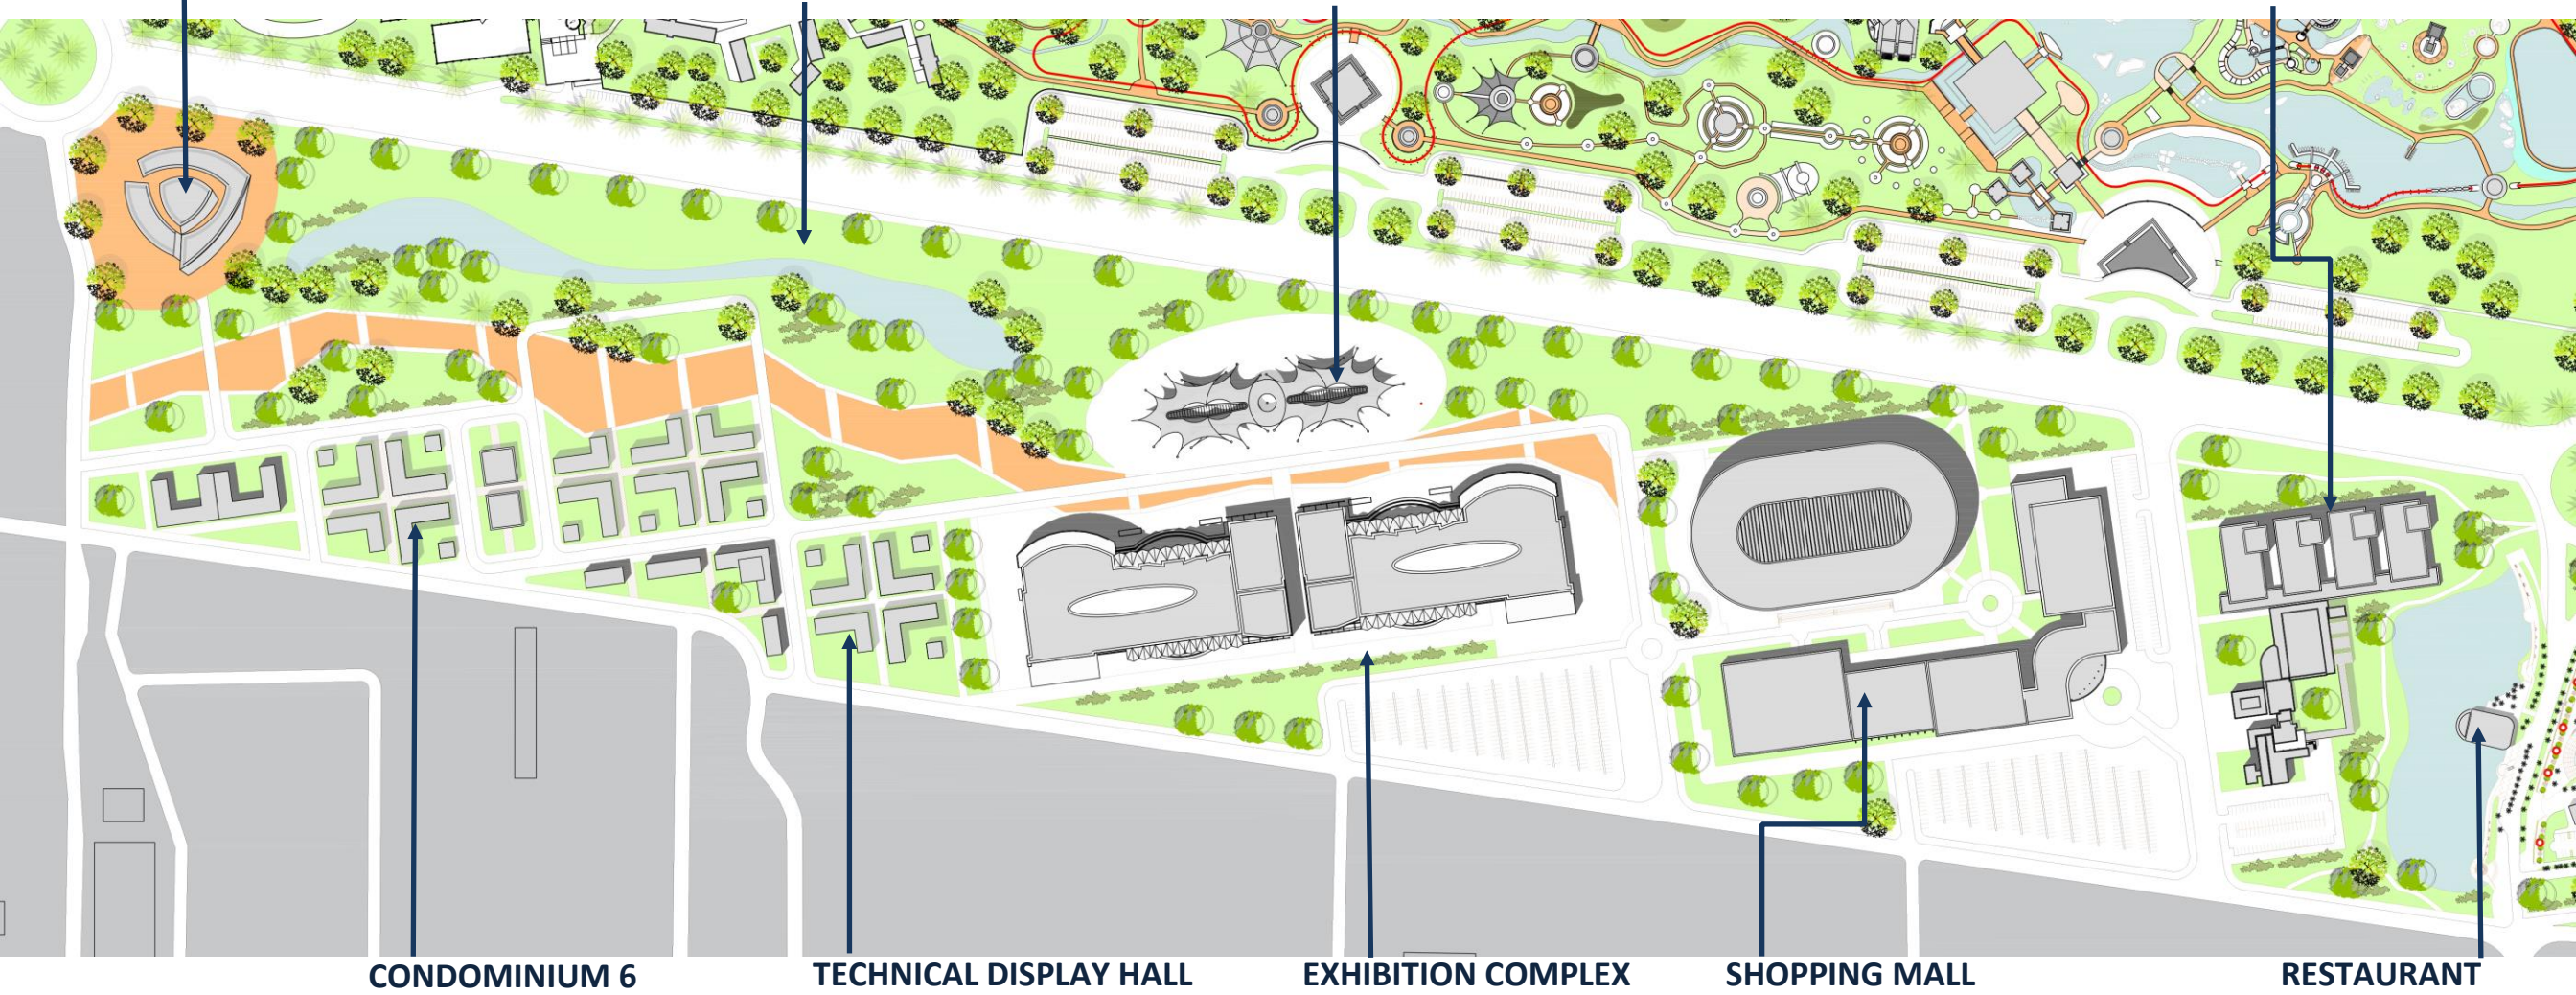 CONDOMINIUM 6
TECHNICAL DISPLAY HALL
EXHIBITION COMPLEX
SHOPPING MALL
RESTAURANT